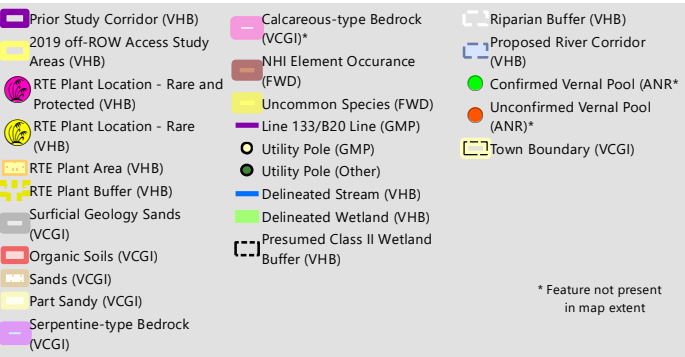 Prior Study Corridor (VHB)
2019 off-ROW Access Study
Areas (VHB)
RTE Plant Location - Rare and
Protected (VHB)
RTE Plant Location - Rare
(VHB)
RTE Plant Area (VHB)
RTE Plant Buffer (VHB)
Surficial Geology Sands
(VCGI)
Organic Soils (VCGI)
Sands (VCGI)
Part Sandy (VCGI)
Serpentine-type Bedrock
(VCGI)
Calcareous-type Bedrock
(VCGI)*
NHI Element Occurance
(FWD)
Uncommon Species (FWD)
Line 133/B20 Line (GMP)
Utility Pole (GMP)
Utility Pole (Other)
Delineated Stream (VHB)
Delineated Wetland (VHB)
Presumed Class II Wetland
Buffer (VHB)
Riparian Buffer (VHB)
Proposed River Corridor
(VHB)
Confirmed Vernal Pool (ANR*
Unconfirmed Vernal Pool
(ANR)*
Town Boundary (VCGI)
* Feature not present
in map extent